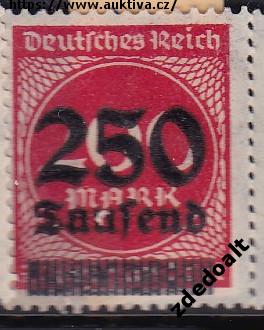 https://www.auktiva.cz/
Deutsches Reich
250
MARK
Tausend
zdedoalt